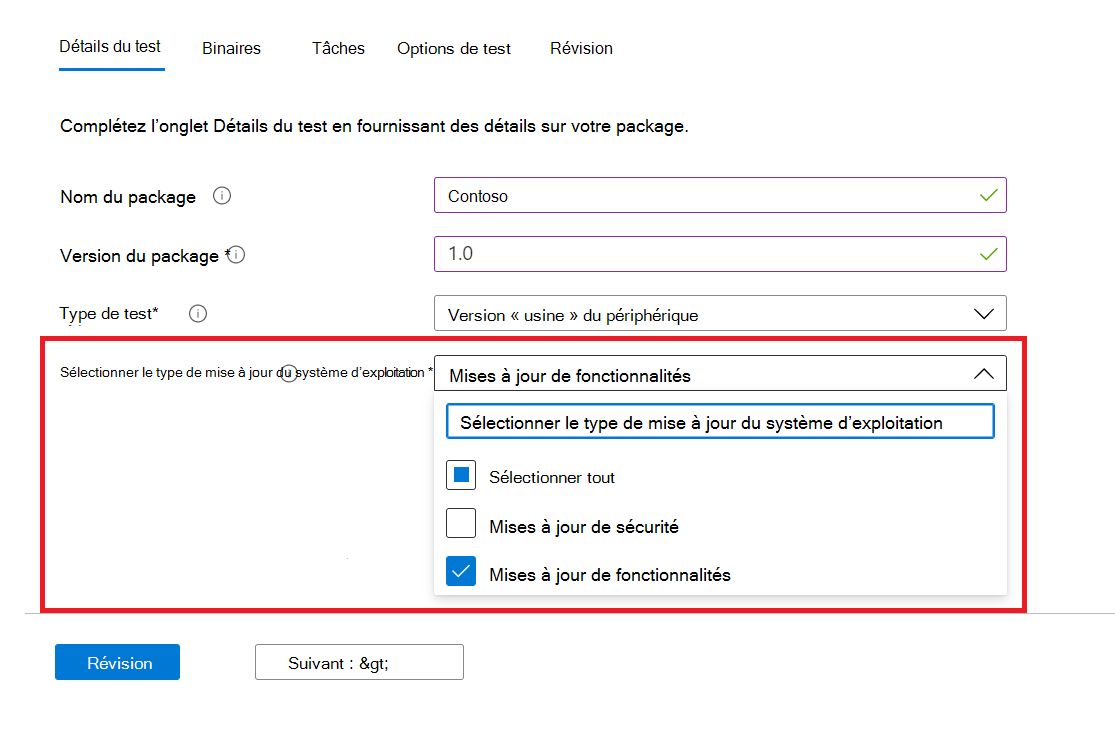 Détails du test Binaires Tâches Options de test Révision
Complétez l’onglet Détails du test en fournissant des détails sur votre package.
Nom du package Contoso
Version du package * 1.0
Type de test* Version « usine » du périphérique
Sélectionner le type de mise à jour du système d’exploitation * Mises à jour de fonctionnalités
Sélectionner le type de mise à jour du système d’exploitation
Sélectionner tout
Mises à jour de sécurité
Mises à jour de fonctionnalités
Révision Suivant : &gt;